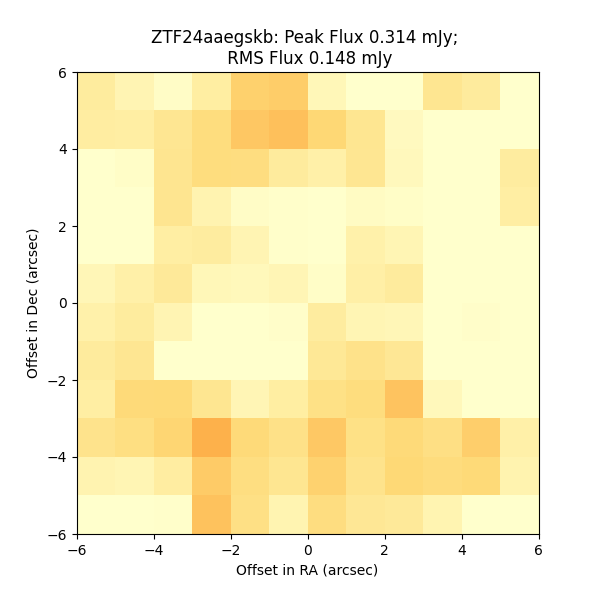 ZTF24aaegskb: Peak Flux 0.314 mJy;
RMS Flux 0.148 mJy
6
4
2
0
−2
−4
−6
Offset in Dec (arcsec)
−6 −4 −2 0 2 4 6
Offset in RA (arcsec)